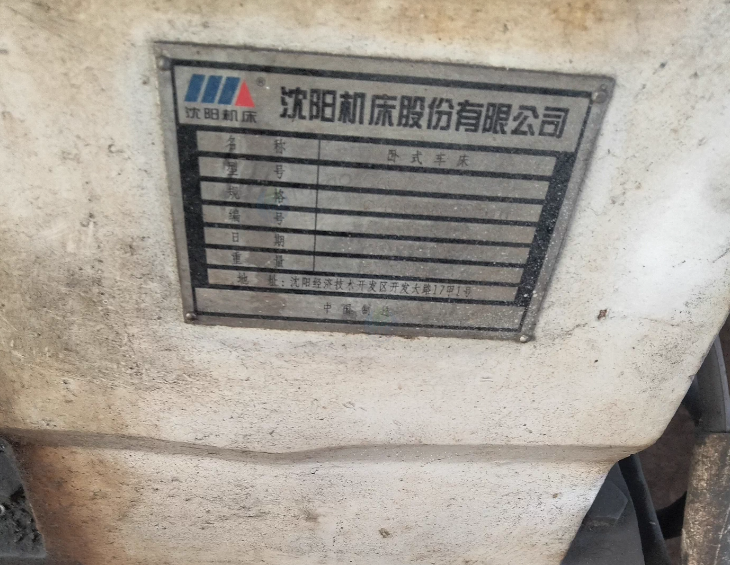 沈阳机床 ® 沈阳机床股份有限公司
名称 卧式车床
型号
规格
编号
日期
重量
地址:沈阳经济技术开发区开发大路17甲1号
中国制造